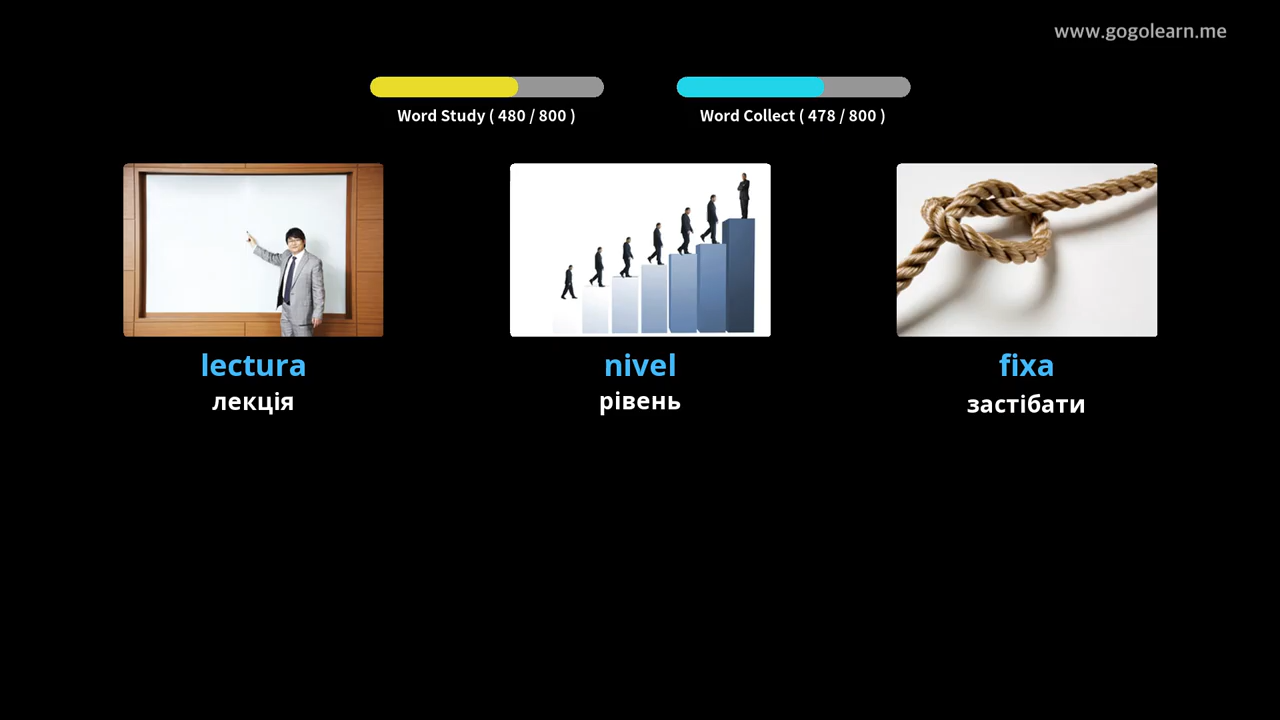 www.gogolearn.me
Word Study ( 480 / 800 )
Word Collect ( 478 / 800 )
lectura
nivel
fixa
лекція
рівень
застібати